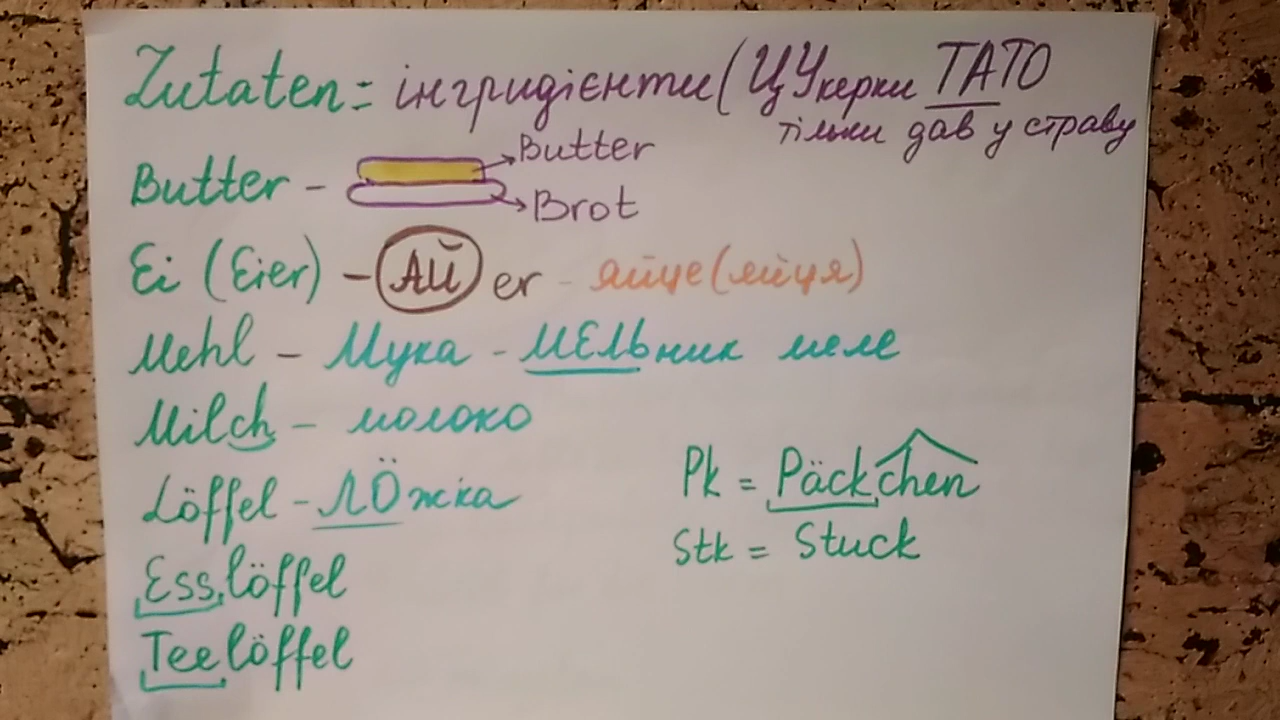 Zutaten = інгридієнти (ЦУкерки ТАТО
тільки дав у страву
Butter -
Butter
Brot
Ei (Eier) - АЙ er - яйце (яйця)
Mehl - Мука - МЕЛЬник меле
Milch - молоко
Löffel - ЛÖжка
Esslöffel
Teelöffel
Pk = Päckchen
Stk = Stuck